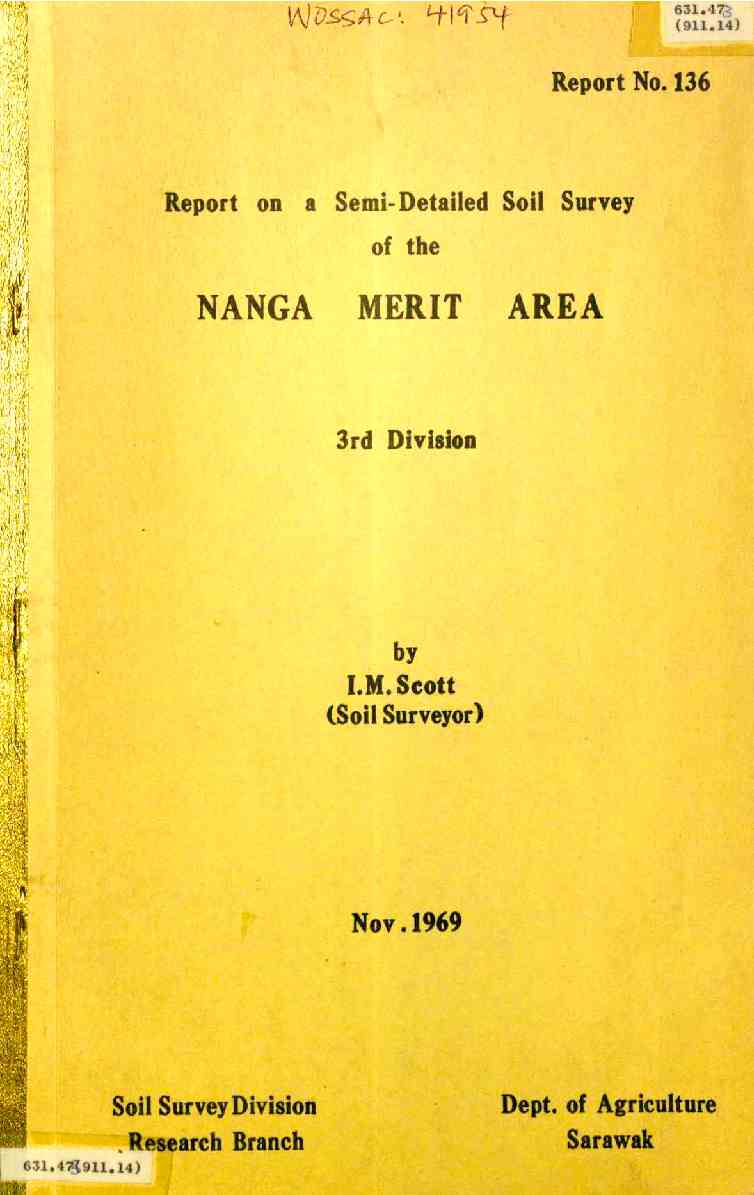 WOSSAC: 41954
631.473
(911.14)
Report No. 136
Report on a Semi-Detailed Soil Survey
of the
NANGA MERIT AREA
3rd Division
by
I.M. Scott
(Soil Surveyor)
Nov. 1969
Soil Survey Division
Research Branch
Dept. of Agriculture
Sarawak
631.473(911.14)